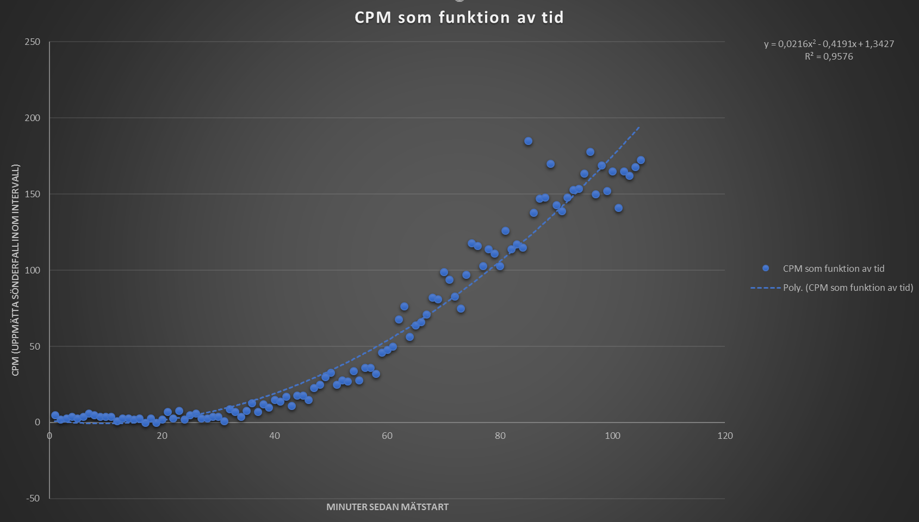 CPM som funktion av tid
y = 0,0216x² - 0,4191x + 1,3427
R² = 0,9576
250
200
150
100
50
0
-50
0
20
40
60
80
100
120
CPM (UPPMÄTTA SÖNDERFALL INOM INTERVALL)
MINUTER SEDAN MÄTSTART
CPM som funktion av tid
Poly. (CPM som funktion av tid)